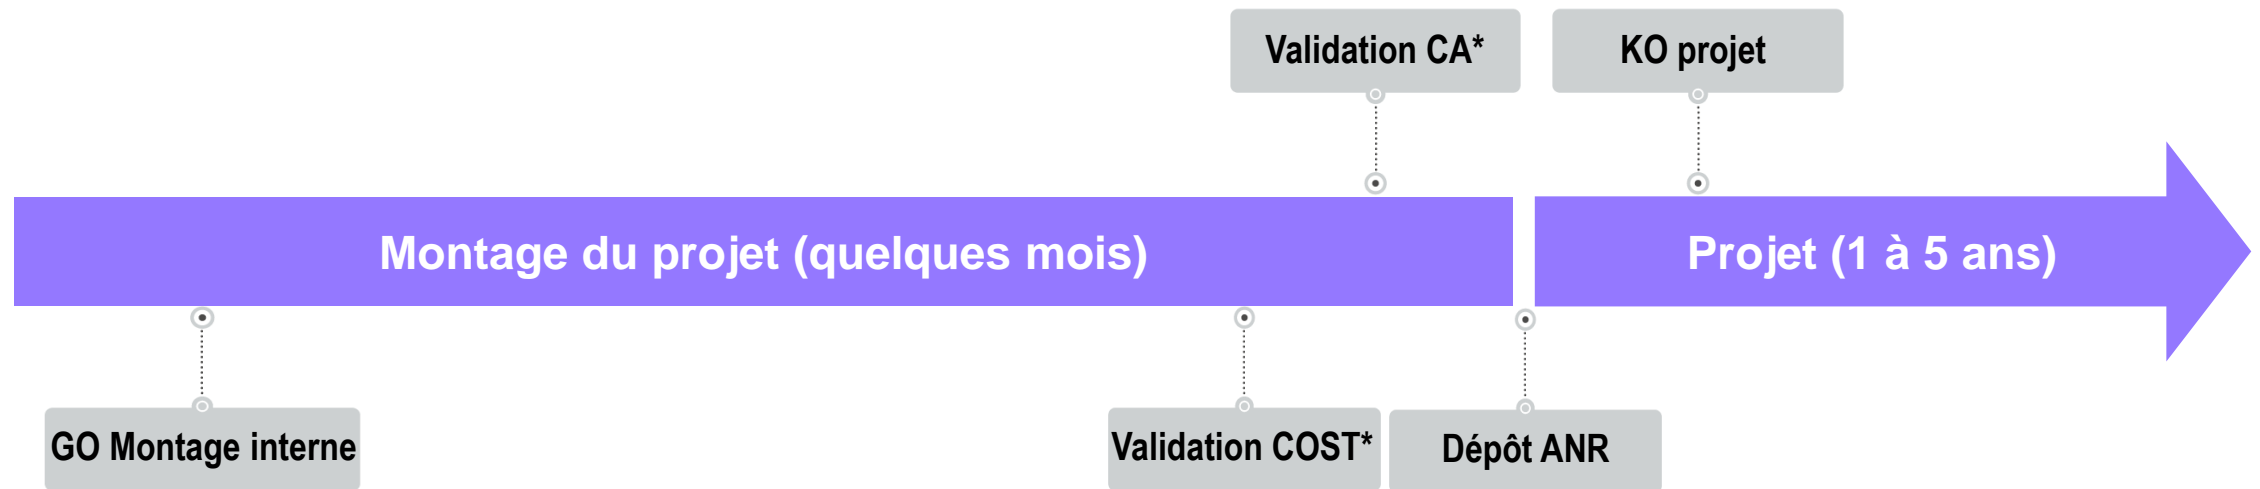 Validation CA*
KO projet
Montage du projet (quelques mois)
Projet (1 à 5 ans)
GO Montage interne
Validation COST*
Dépôt ANR